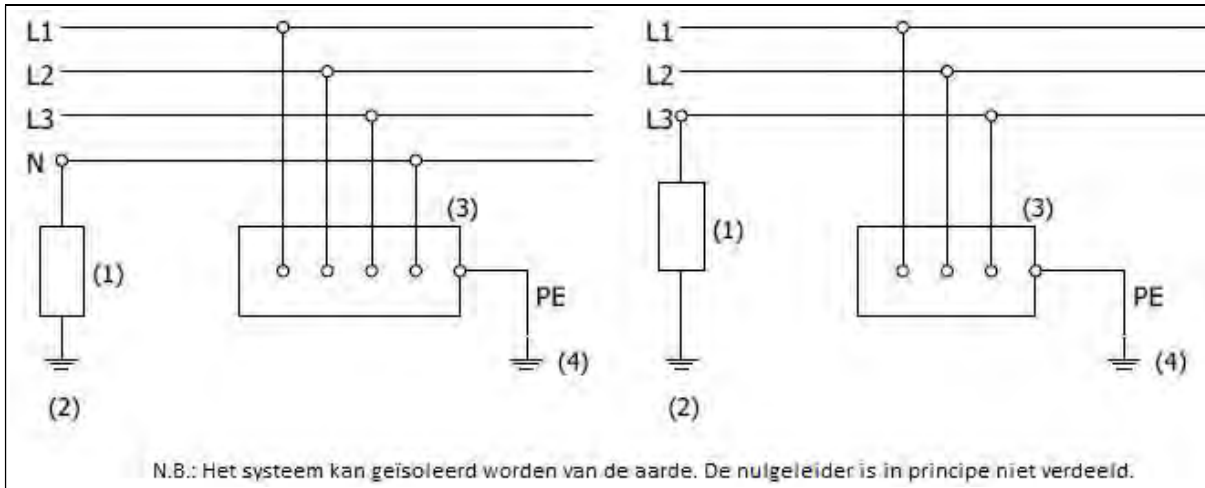 L1
L2
L3
N
(1)
(2)
(3)
PE
(4)
L1
L2
L3
(1)
(2)
(3)
PE
(4)
N.B.: Het systeem kan geïsoleerd worden van de aarde. De nulgeleider is in principe niet verdeeld.